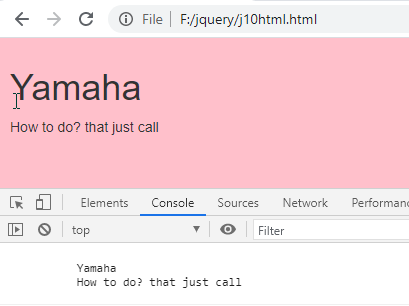 File F:/jquery/j10html.html
Yamaha
How to do? that just call
Elements Console Sources Network Performanc
top Filter
Yamaha
How to do? that just call